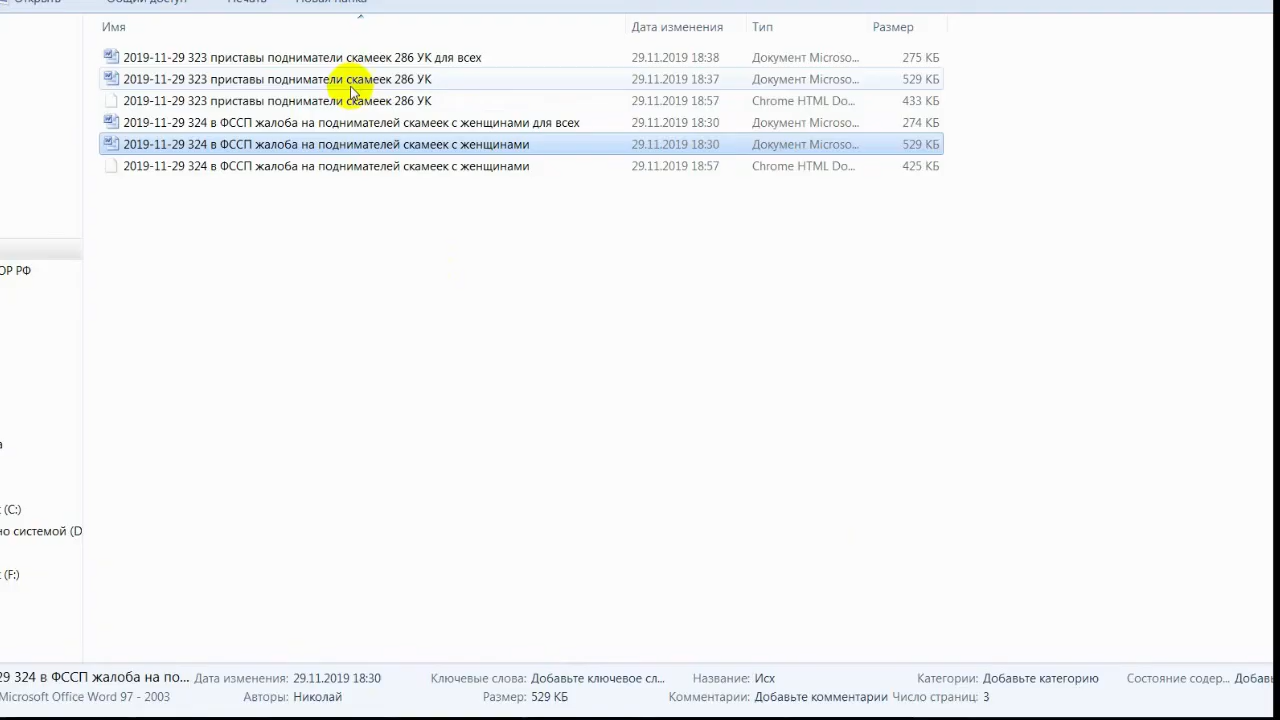 Открыть Общий доступ Печать Новая папка
Имя Дата изменения Тип Размер
2019-11-29 323 приставы подниматели скамеек 286 УК для всех 29.11.2019 18:38 Документ Microso... 275 КБ
2019-11-29 323 приставы подниматели скамеек 286 УК 29.11.2019 18:37 Документ Microso... 529 КБ
2019-11-29 323 приставы подниматели скамеек 286 УК 29.11.2019 18:57 Chrome HTML Do... 433 КБ
2019-11-29 324 в ФССП жалоба на поднимателей скамеек с женщинами для всех 29.11.2019 18:30 Документ Microso... 274 КБ
2019-11-29 324 в ФССП жалоба на поднимателей скамеек с женщинами 29.11.2019 18:30 Документ Microso... 529 КБ
2019-11-29 324 в ФССП жалоба на поднимателей скамеек с женщинами 29.11.2019 18:57 Chrome HTML Do... 425 КБ
ОР РФ
а
(C:)
но системой (D
(F:)
29 324 в ФССП жалоба на по... Дата изменения: 29.11.2019 18:30 Ключевые слова: Добавьте ключевое сл... Название: Исх Категории: Добавьте категорию Состояние содер... Добавь
Microsoft Office Word 97 - 2003 Авторы: Николай Размер: 529 КБ Комментарии: Добавьте комментарии Число страниц: 3